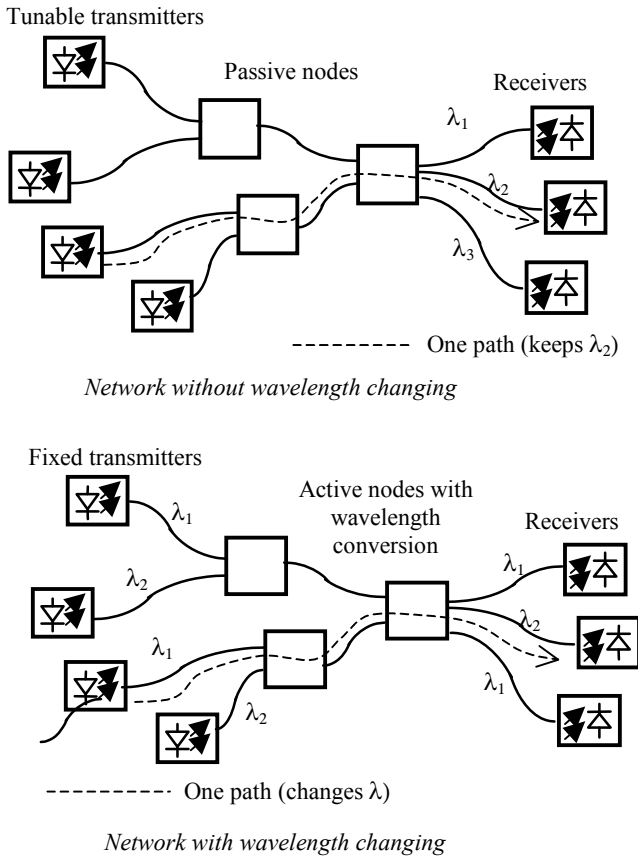 Tunable transmitters
Passive nodes
Receivers
λ₁
λ₂
λ₃
One path (keeps λ₂)
Network without wavelength changing
Fixed transmitters
Active nodes with
wavelength
conversion
Receivers
λ₁
λ₁
λ₂
λ₂
λ₁
λ₁
λ₂
One path (changes λ)
Network with wavelength changing